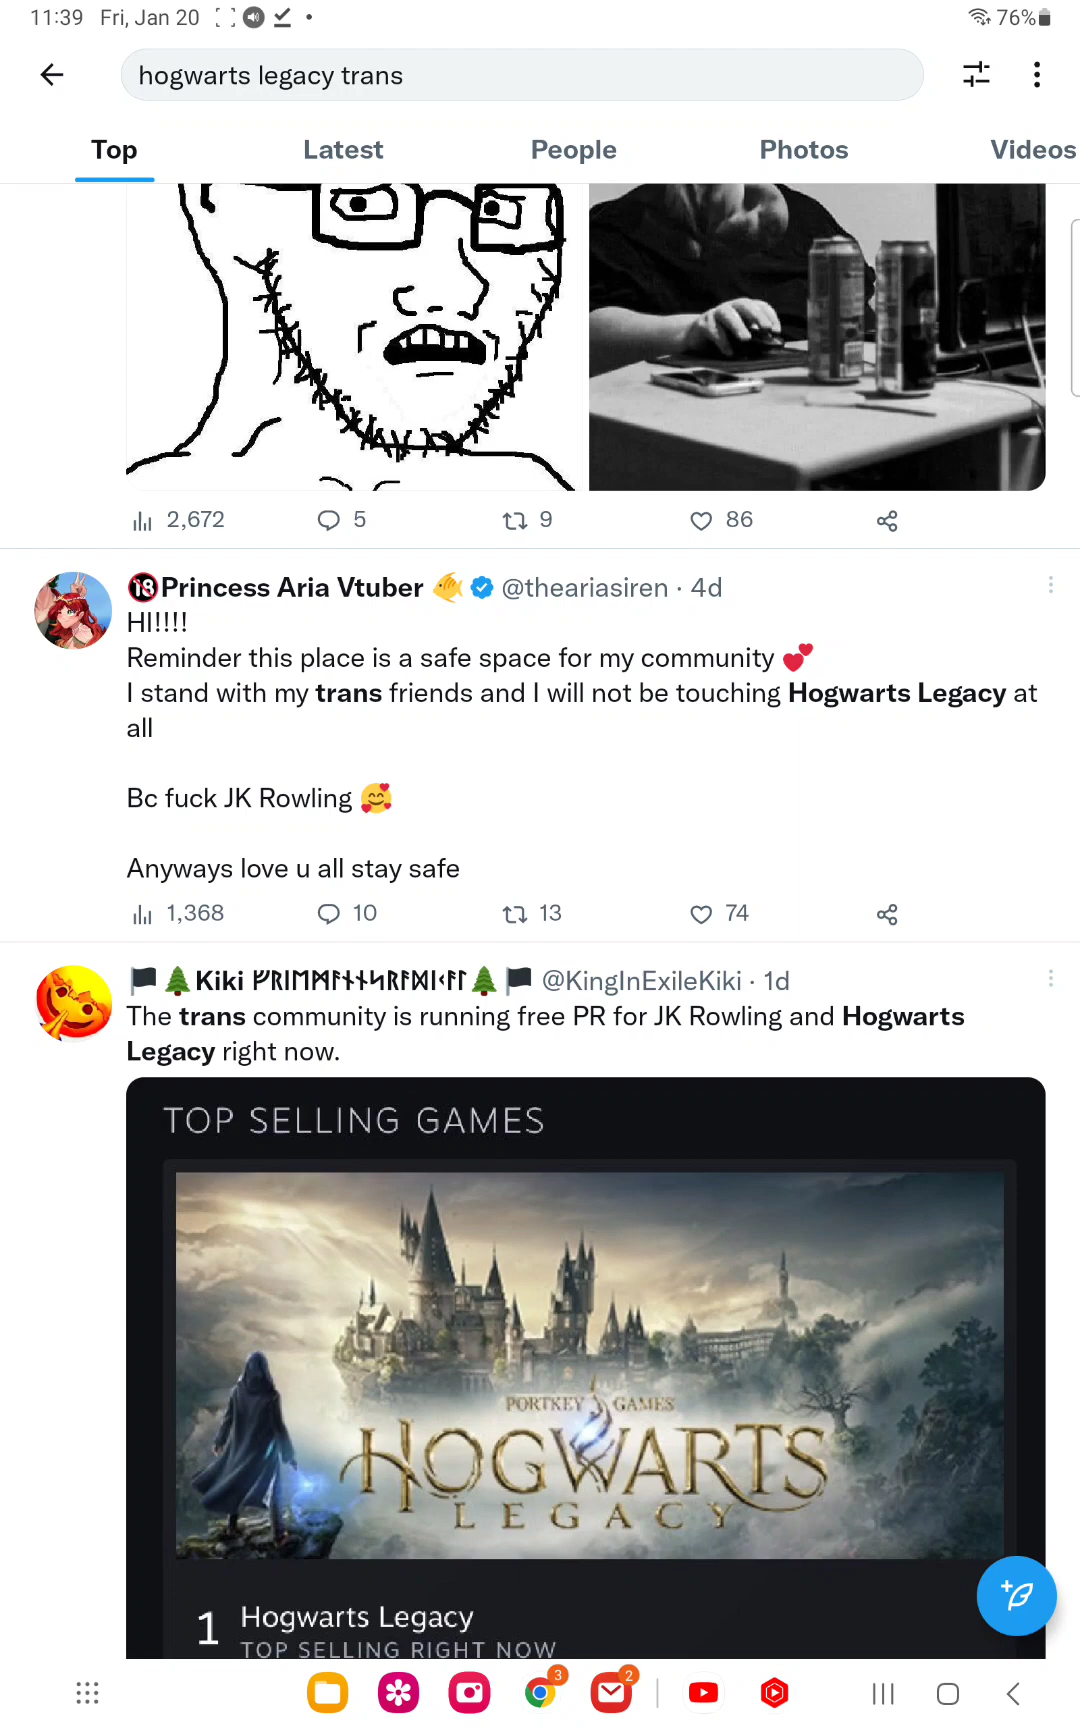 11:39 Fri, Jan 20
76%
hogwarts legacy trans
Top Latest People Photos Videos
2,672 5 9 86
Princess Aria Vtuber @theariasiren · 4d
HI!!!!
Reminder this place is a safe space for my community 💕
I stand with my trans friends and I will not be touching Hogwarts Legacy at
all
Bc fuck JK Rowling 🥰
Anyways love u all stay safe
1,368 10 13 74
Kiki @KingInExileKiki · 1d
The trans community is running free PR for JK Rowling and Hogwarts
Legacy right now.
TOP SELLING GAMES
PORTKEY GAMES
HOGWARTS
LEGACY
1 Hogwarts Legacy
TOP SELLING RIGHT NOW
3 2